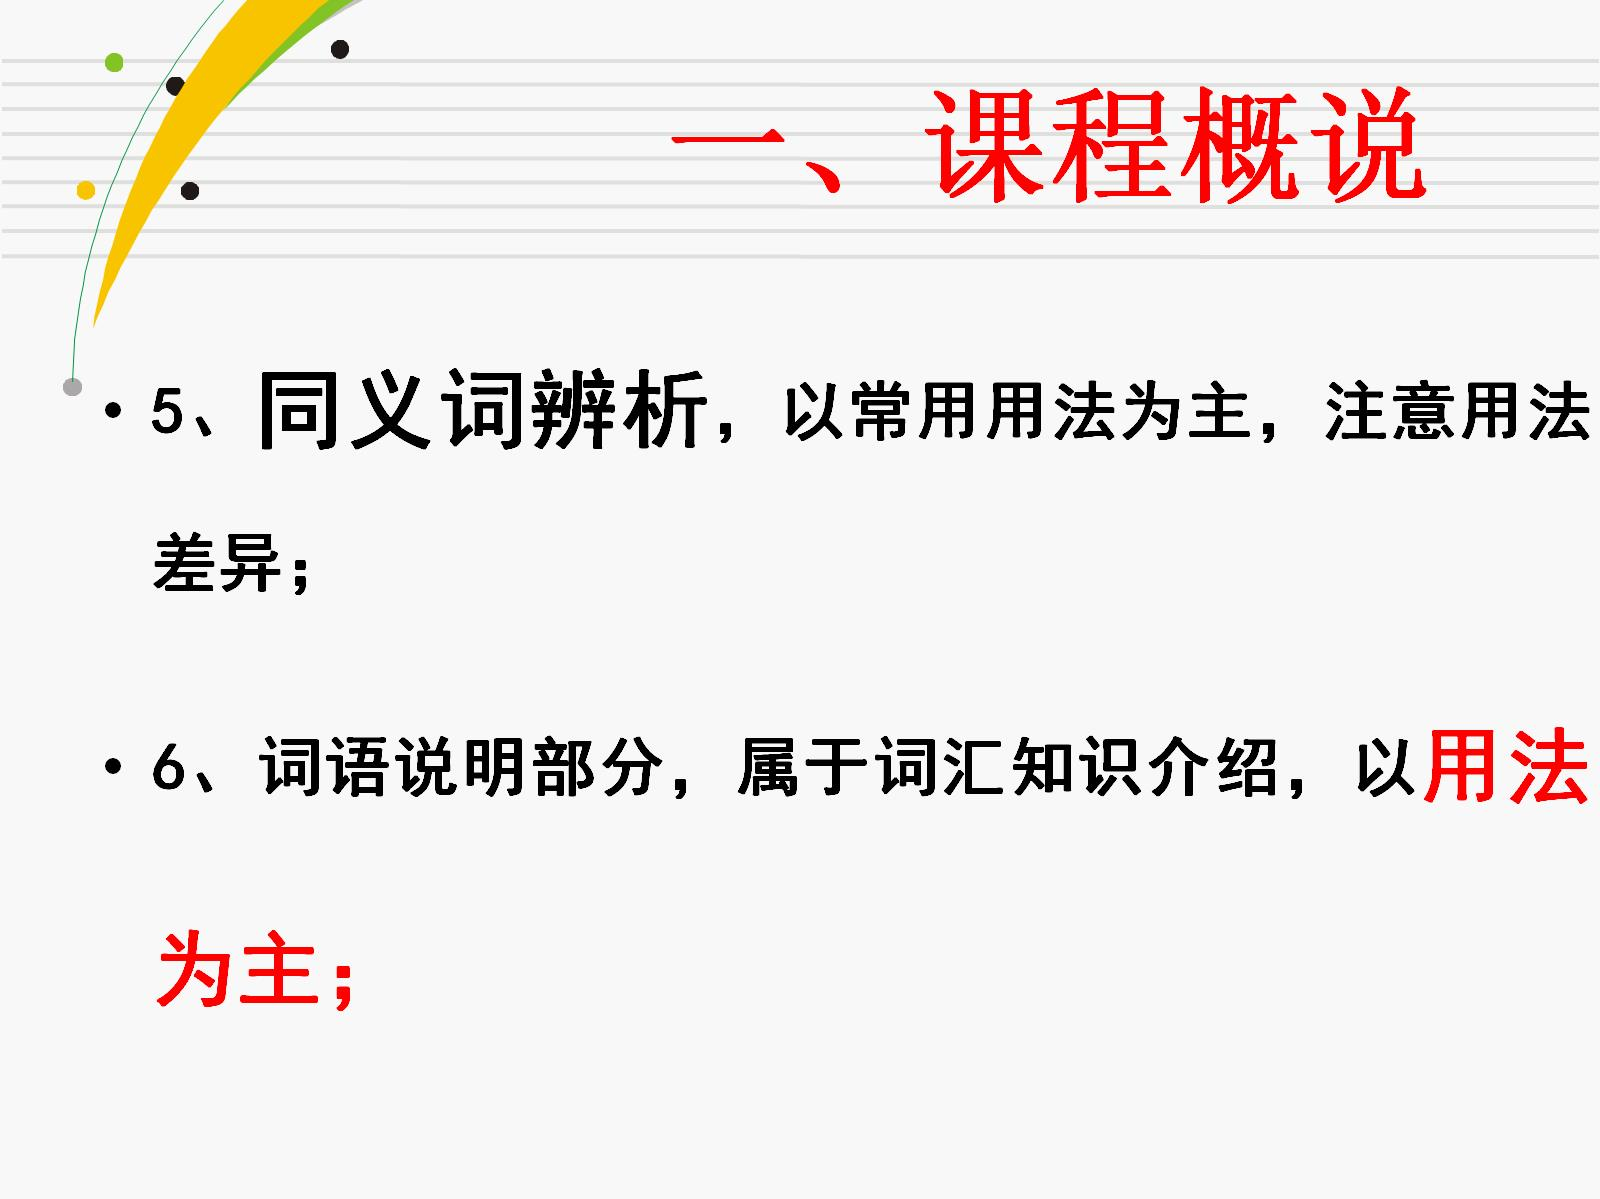 一、课程概说
• 5、同义词辨析，以常用用法为主，注意用法
差异；
• 6、词语说明部分，属于词汇知识介绍，以用法
为主；